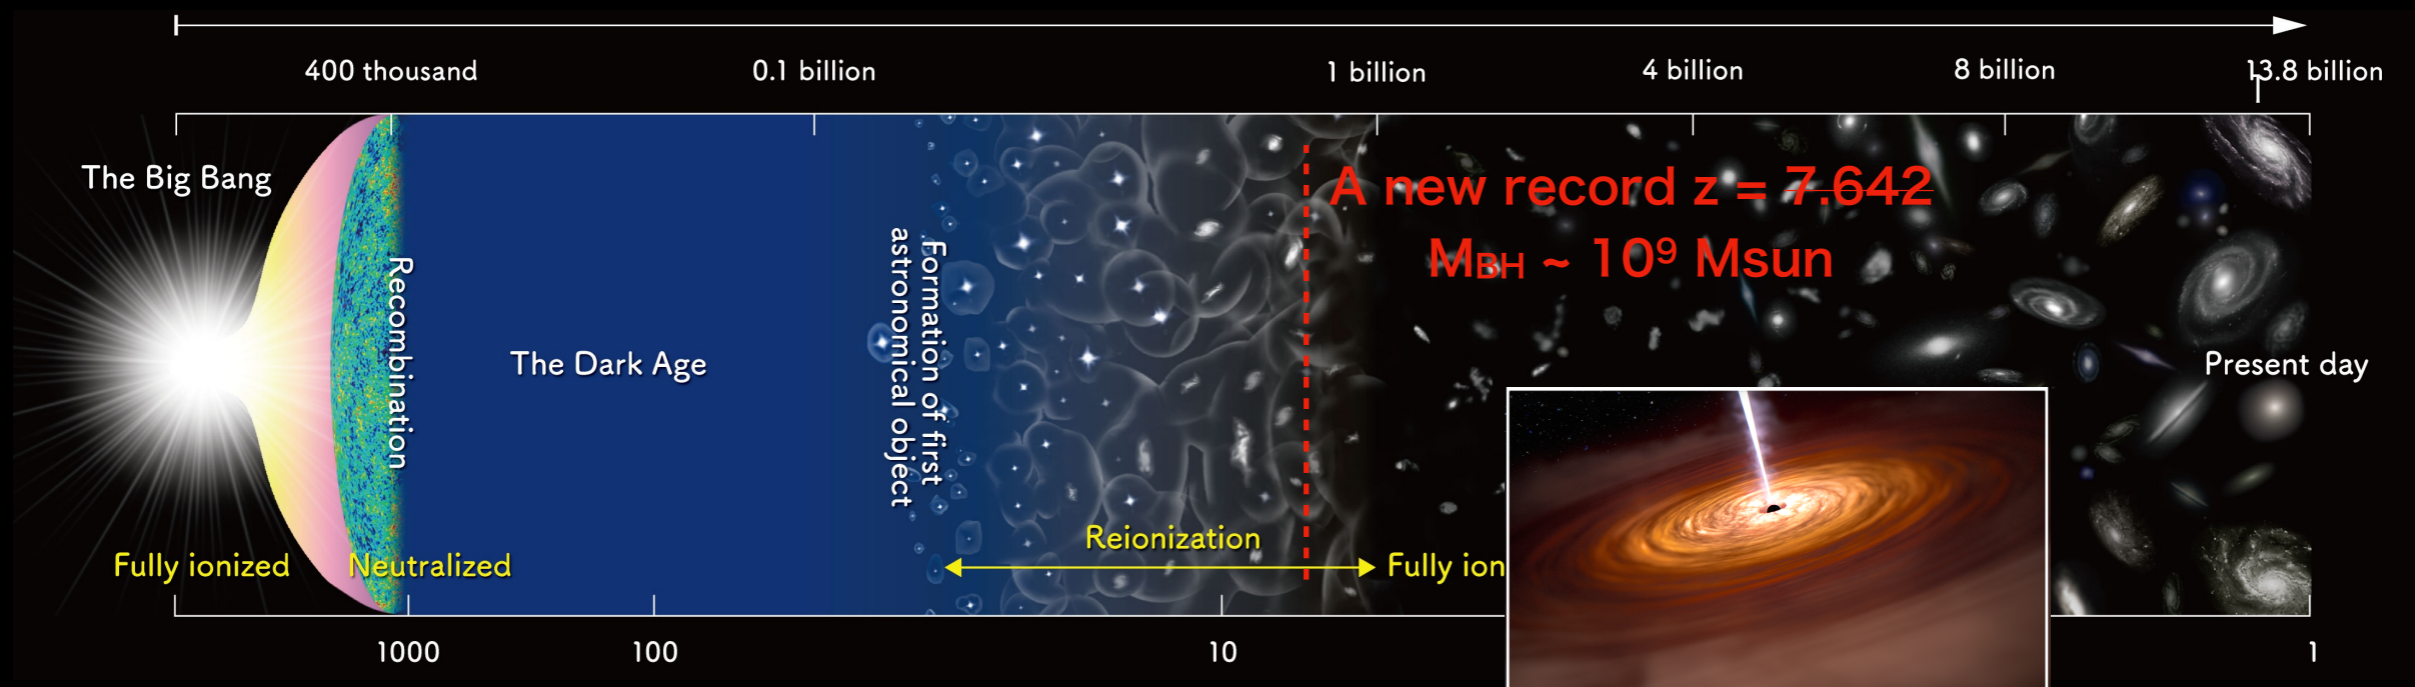 400 thousand
0.1 billion
1 billion
4 billion
8 billion
13.8 billion
The Big Bang
Recombination
The Dark Age
Formation of first
astronomical object
A new record z = 7.642
MBH ~ 10⁹ Msun
Present day
Reionization
Fully ionized
Neutralized
Fully ion
1000
100
10
1